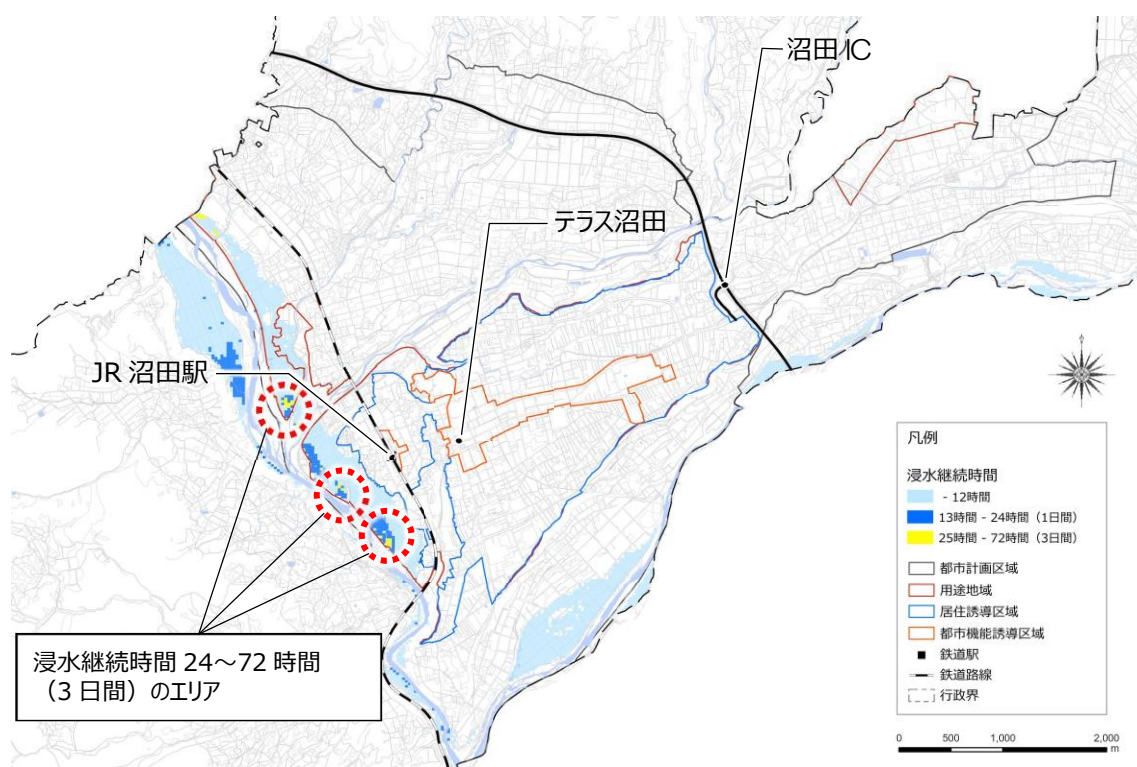 沼田 IC
テラス沼田
JR 沼田駅
浸水継続時間 24～72 時間
（3 日間）のエリア
凡例
浸水継続時間
- 12時間
13時間 - 24時間（1日間）
25時間 - 72時間（3日間）
都市計画区域
用途地域
居住誘導区域
都市機能誘導区域
鉄道駅
鉄道路線
行政界
0 500 1,000 2,000
m